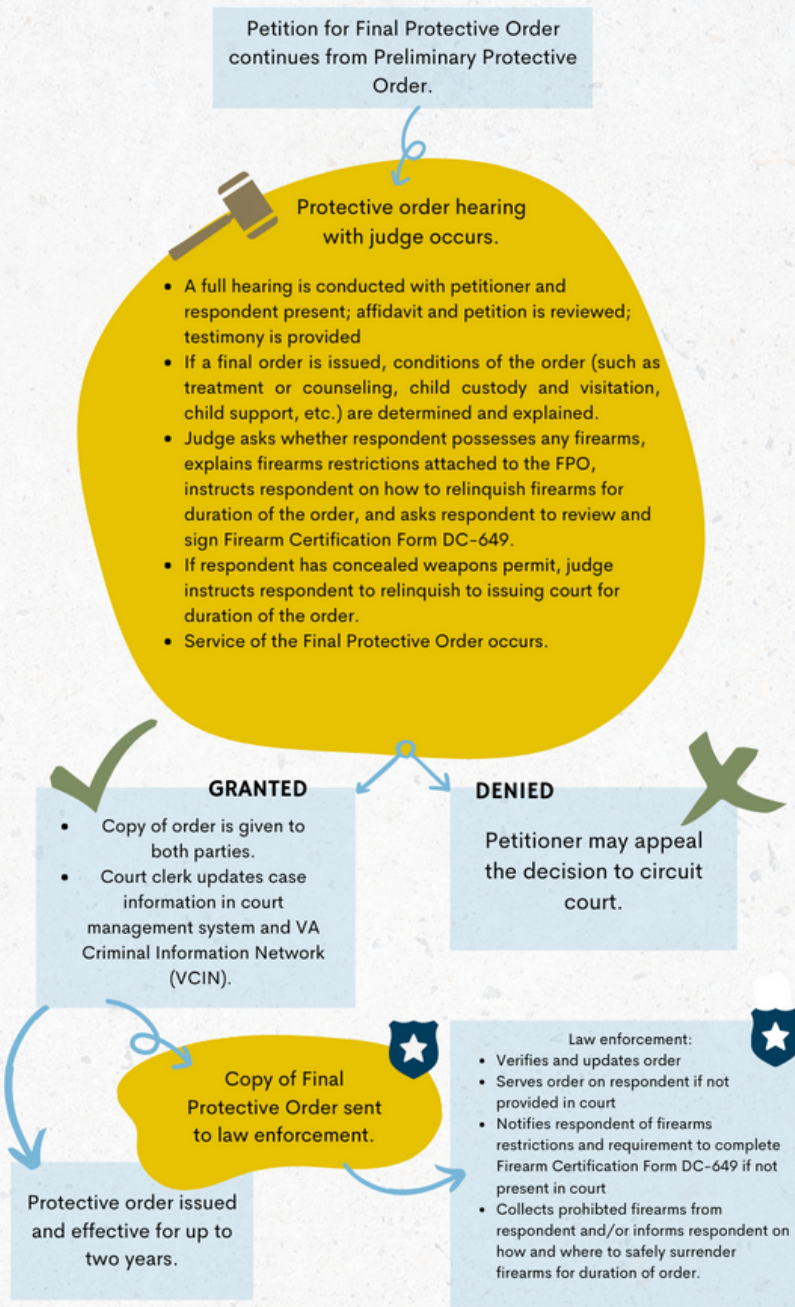 Petition for Final Protective Order
continues from Preliminary Protective
Order.
Protective order hearing
with judge occurs.
• A full hearing is conducted with petitioner and
respondent present; affidavit and petition is reviewed;
testimony is provided
• If a final order is issued, conditions of the order (such as
treatment or counseling, child custody and visitation,
child support, etc.) are determined and explained.
• Judge asks whether respondent possesses any firearms,
explains firearms restrictions attached to the FPO,
instructs respondent on how to relinquish firearms for
duration of the order, and asks respondent to review and
sign Firearm Certification Form DC-649.
• If respondent has concealed weapons permit, judge
instructs respondent to relinquish to issuing court for
duration of the order.
• Service of the Final Protective Order occurs.
GRANTED
• Copy of order is given to
both parties.
• Court clerk updates case
information in court
management system and VA
Criminal Information Network
(VCIN).
DENIED
Petitioner may appeal
the decision to circuit
court.
Copy of Final
Protective Order sent
to law enforcement.
Law enforcement:
• Verifies and updates order
• Serves order on respondent if not
provided in court
• Notifies respondent of firearms
restrictions and requirement to complete
Firearm Certification Form DC-649 if not
present in court
• Collects prohibted firearms from
respondent and/or informs respondent on
how and where to safely surrender
firearms for duration of order.
Protective order issued
and effective for up to
two years.